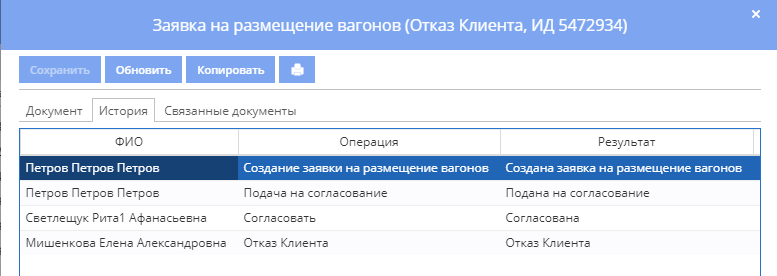 Заявка на размещение вагонов (Отказ Клиента, ИД 5472934)
Сохранить Обновить Копировать
Документ История Связанные документы
ФИО Операция Результат
Петров Петров Петров Создание заявки на размещение вагонов Создана заявка на размещение вагонов
Петров Петров Петров Подача на согласование Подана на согласование
Светлещук Рита1 Афанасьевна Согласовать Согласована
Мишенкова Елена Александровна Отказ Клиента Отказ Клиента